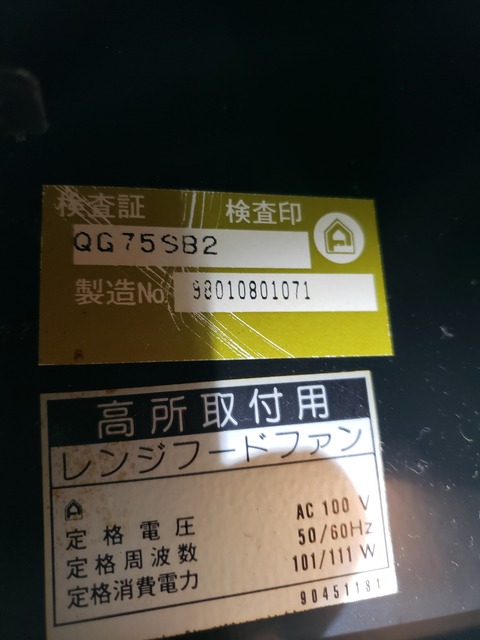 検査証 検査印
QG75SB2
製造No. 98010801071
高所取付用
レンジフードファン
定格電圧 AC 100 V
定格周波数 50/60Hz
定格消費電力 101/111 W
90451181